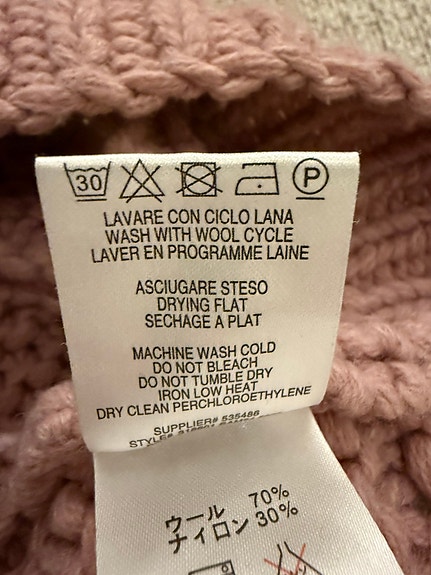 30 P
LAVARE CON CICLO LANA
WASH WITH WOOL CYCLE
LAVER EN PROGRAMME LAINE
ASCIUGARE STESO
DRYING FLAT
SECHAGE A PLAT
MACHINE WASH COLD
DO NOT BLEACH
DO NOT TUMBLE DRY
IRON LOW HEAT
DRY CLEAN PERCHLOROETHYLENE
SUPPLIER# 535488
STYLE#
ウール 70%
ナイロン 30%